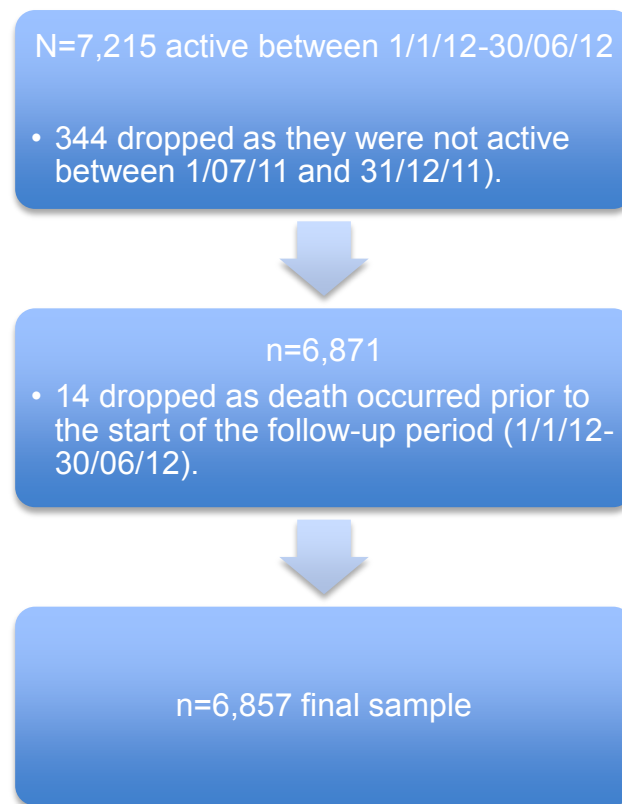 N=7,215 active between 1/1/12-30/06/12
• 344 dropped as they were not active
between 1/07/11 and 31/12/11).
n=6,871
• 14 dropped as death occurred prior to
the start of the follow-up period (1/1/12-
30/06/12).
n=6,857 final sample